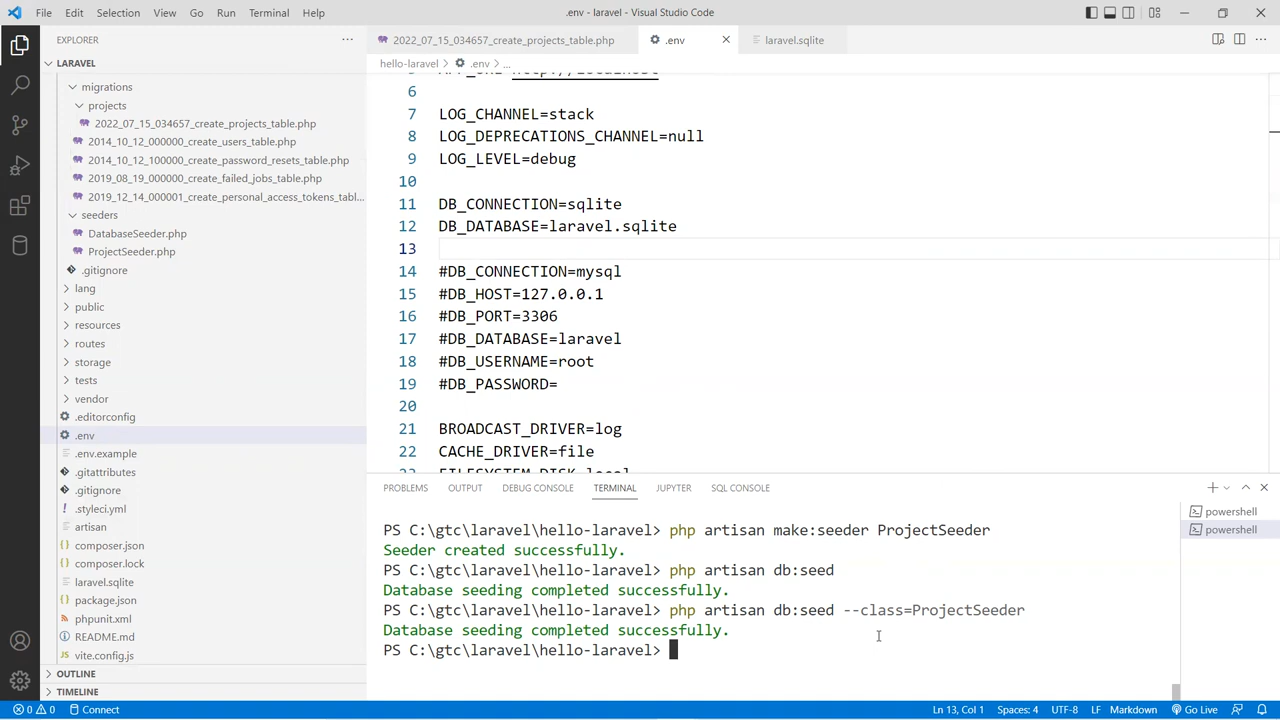 File Edit Selection View Go Run Terminal Help
.env - laravel - Visual Studio Code
EXPLORER
2022_07_15_034657_create_projects_table.php
.env
laravel.sqlite
LARAVEL
hello-laravel > .env > ...
migrations
projects
2022_07_15_034657_create_projects_table.php
2014_10_12_000000_create_users_table.php
2014_10_12_100000_create_password_resets_table.php
2019_08_19_000000_create_failed_jobs_table.php
2019_12_14_000001_create_personal_access_tokens_tabl...
seeders
DatabaseSeeder.php
ProjectSeeder.php
.gitignore
lang
public
resources
routes
storage
tests
vendor
.editorconfig
.env
.env.example
.gitattributes
.gitignore
.styleci.yml
artisan
composer.json
composer.lock
laravel.sqlite
package.json
phpunit.xml
README.md
vite.config.js
OUTLINE
TIMELINE
6
7 LOG_CHANNEL=stack
8 LOG_DEPRECATIONS_CHANNEL=null
9 LOG_LEVEL=debug
10
11 DB_CONNECTION=sqlite
12 DB_DATABASE=laravel.sqlite
13
14 #DB_CONNECTION=mysql
15 #DB_HOST=127.0.0.1
16 #DB_PORT=3306
17 #DB_DATABASE=laravel
18 #DB_USERNAME=root
19 #DB_PASSWORD=
20
21 BROADCAST_DRIVER=log
22 CACHE_DRIVER=file
PROBLEMS OUTPUT DEBUG CONSOLE TERMINAL JUPYTER SQL CONSOLE
PS C:\gtc\laravel\hello-laravel> php artisan make:seeder ProjectSeeder
Seeder created successfully.
PS C:\gtc\laravel\hello-laravel> php artisan db:seed
Database seeding completed successfully.
PS C:\gtc\laravel\hello-laravel> php artisan db:seed --class=ProjectSeeder
Database seeding completed successfully.
PS C:\gtc\laravel\hello-laravel>
powershell
powershell
0 0 Connect
Ln 13, Col 1 Spaces: 4 UTF-8 LF Markdown Go Live